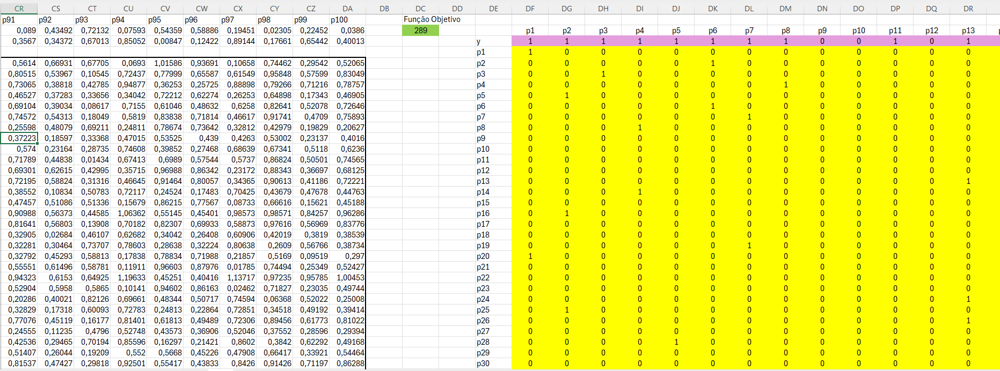 CR CS CT CU CV CW CX CY CZ DA DB DC DD DE DF DG DH DI DJ DK DL DM DN DO DP DQ DR
p91 p92 p93 p94 p95 p96 p97 p98 p99 p100 Função Objetivo
0,089 0,43492 0,72132 0,07593 0,54359 0,58886 0,19451 0,02305 0,22452 0,0386 289 p1 p2 p3 p4 p5 p6 p7 p8 p9 p10 p11 p12 p13
0,3567 0,34372 0,67013 0,85052 0,00847 0,12422 0,89144 0,17661 0,65442 0,40013 y 1 1 1 1 1 1 1 1 0 0 1 0 1
p1 1 0 0 0 0 0 0 0 0 0 0 0 0
0,5614 0,66931 0,67705 0,0693 1,01586 0,93691 0,10658 0,74462 0,29542 0,52065 p2 0 0 0 0 0 1 0 0 0 0 0 0 0
0,80515 0,53967 0,10545 0,72437 0,77999 0,65587 0,61549 0,95848 0,57599 0,83049 p3 0 0 1 0 0 0 0 0 0 0 0 0 0
0,73065 0,38818 0,42785 0,94877 0,36253 0,25725 0,88898 0,79266 0,71216 0,78757 p4 0 0 0 0 0 0 0 1 0 0 0 0 0
0,46527 0,37283 0,33656 0,34042 0,72212 0,62274 0,26253 0,64898 0,17343 0,46905 p5 0 1 0 0 0 0 0 0 0 0 0 0 0
0,69104 0,39034 0,08617 0,7155 0,61046 0,48632 0,6258 0,82641 0,52078 0,72646 p6 0 0 0 0 0 1 0 0 0 0 0 0 0
0,74572 0,54313 0,18049 0,5819 0,83838 0,71814 0,46617 0,91741 0,4709 0,75893 p7 0 0 0 0 0 0 1 0 0 0 0 0 0
0,25598 0,48079 0,69211 0,24811 0,78674 0,73642 0,32812 0,42979 0,19829 0,20627 p8 0 0 0 1 0 0 0 0 0 0 0 0 0
0,37223 0,18597 0,33368 0,47015 0,53525 0,439 0,4263 0,53002 0,23137 0,4016 p9 0 0 0 0 0 0 0 0 0 0 0 0 0
0,574 0,23164 0,28735 0,74608 0,39852 0,27468 0,68639 0,67341 0,5118 0,6236 p10 0 0 0 0 0 0 0 0 0 0 0 0 0
0,71789 0,44838 0,01434 0,67413 0,6989 0,57544 0,5737 0,86824 0,50501 0,74565 p11 0 0 0 0 0 0 0 0 0 0 0 0 0
0,69301 0,62615 0,42995 0,35715 0,96988 0,86342 0,23172 0,88343 0,36697 0,68125 p12 0 0 0 0 0 0 0 0 0 0 0 0 0
0,72195 0,58824 0,31316 0,46645 0,91464 0,80057 0,34365 0,90613 0,41186 0,72221 p13 0 0 0 0 0 0 0 0 0 0 0 0 1
0,38552 0,10834 0,50783 0,72117 0,24524 0,17483 0,70425 0,43679 0,47678 0,44763 p14 0 0 0 1 0 0 0 0 0 0 0 0 0
0,47457 0,51086 0,51336 0,15679 0,86215 0,77567 0,08733 0,66616 0,15621 0,45188 p15 0 0 0 0 0 0 0 0 0 0 0 0 0
0,90988 0,56373 0,44585 1,06362 0,55145 0,45401 0,98573 0,98571 0,84257 0,96286 p16 0 1 0 0 0 0 0 0 0 0 0 0 0
0,81641 0,56803 0,13908 0,70182 0,82307 0,69933 0,58873 0,97616 0,56969 0,83776 p17 0 0 0 0 0 0 0 0 0 0 0 0 0
0,32905 0,02684 0,46107 0,62682 0,34042 0,26408 0,60906 0,42019 0,3819 0,38539 p18 0 0 0 0 0 0 0 0 0 0 0 0 0
0,32281 0,30464 0,73707 0,78603 0,28638 0,32224 0,80638 0,2609 0,56766 0,38734 p19 0 0 0 0 0 0 1 0 0 0 0 0 0
0,32792 0,45293 0,58813 0,17838 0,78834 0,71988 0,21857 0,5169 0,09519 0,297 p20 1 0 0 0 0 0 0 0 0 0 0 0 0
0,55551 0,61496 0,58781 0,11911 0,96603 0,87976 0,01785 0,74494 0,25349 0,52427 p21 0 0 0 0 0 0 0 0 0 0 0 0 0
0,94323 0,6153 0,64925 1,19633 0,45251 0,40416 1,13717 0,97235 0,95785 1,00453 p22 0 0 0 0 0 0 0 0 0 0 0 0 0
0,52904 0,5958 0,5865 0,10141 0,94602 0,86163 0,02462 0,71827 0,23035 0,49744 p23 0 0 0 0 0 0 0 0 0 0 0 0 0
0,20286 0,40021 0,82126 0,69661 0,48344 0,50717 0,74594 0,06368 0,52022 0,25008 p24 0 0 0 0 0 0 0 0 0 0 0 0 1
0,32829 0,17318 0,60093 0,72783 0,24813 0,22864 0,72851 0,34518 0,49192 0,39414 p25 0 1 0 0 0 0 0 0 0 0 0 0 0
0,77076 0,45119 0,16177 0,81401 0,61813 0,49489 0,72306 0,89456 0,61773 0,81022 p26 0 0 0 0 0 0 0 0 0 0 0 0 1
0,24555 0,11235 0,4796 0,52748 0,43573 0,36906 0,52046 0,37552 0,28596 0,29394 p27 0 0 0 0 0 0 0 0 0 0 0 0 0
0,42536 0,29465 0,70194 0,85596 0,16297 0,21421 0,8602 0,3842 0,62292 0,49168 p28 0 0 0 0 1 0 0 0 0 0 0 0 0
0,51407 0,26044 0,19209 0,552 0,5668 0,45226 0,47908 0,66417 0,33921 0,54464 p29 0 0 0 0 0 0 0 0 0 0 0 0 0
0,81537 0,47427 0,29818 0,92501 0,55417 0,43833 0,8426 0,91426 0,71197 0,86288 p30 0 0 0 0 0 0 0 0 0 0 0 0 0